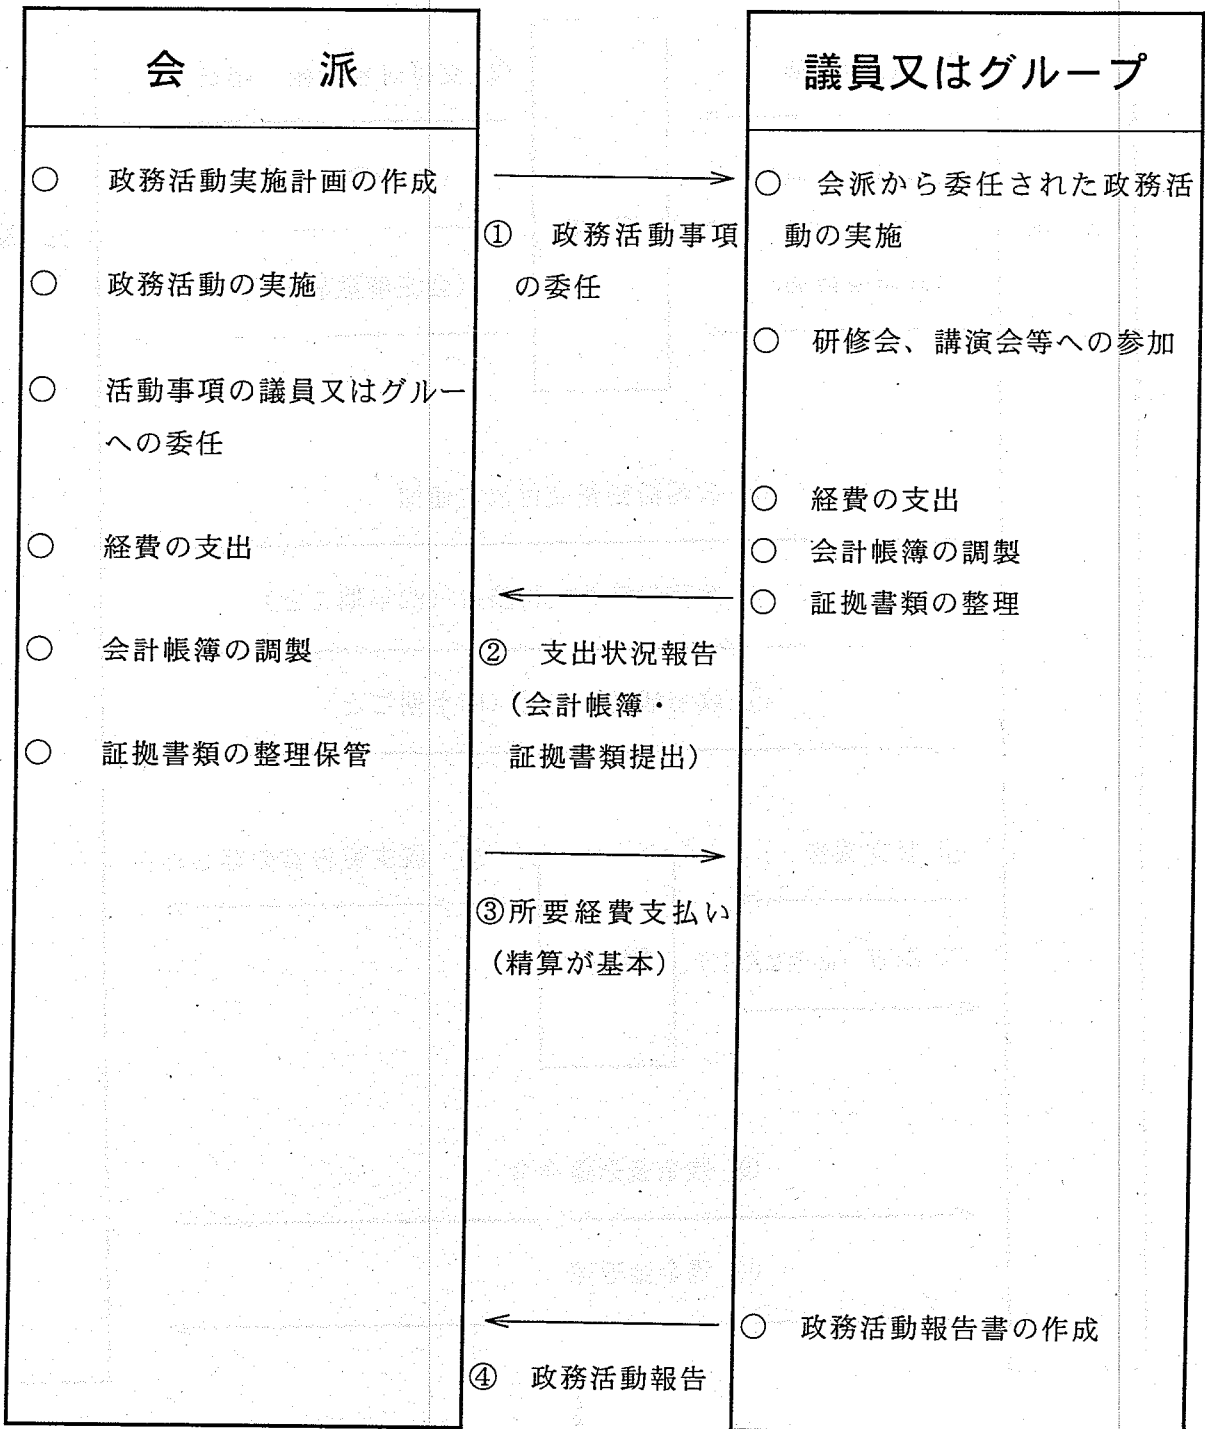 会　　派
○　政務活動実施計画の作成
○　政務活動の実施
○　活動事項の議員又はグルー
への委任
○　経費の支出
○　会計帳簿の調製
○　証拠書類の整理保管
①　政務活動事項
の委任
②　支出状況報告
（会計帳簿・
証拠書類提出）
③所要経費支払い
（精算が基本）
④　政務活動報告
議員又はグループ
○　会派から委任された政務活
動の実施
○　研修会、講演会等への参加
○　経費の支出
○　会計帳簿の調製
○　証拠書類の整理
○　政務活動報告書の作成